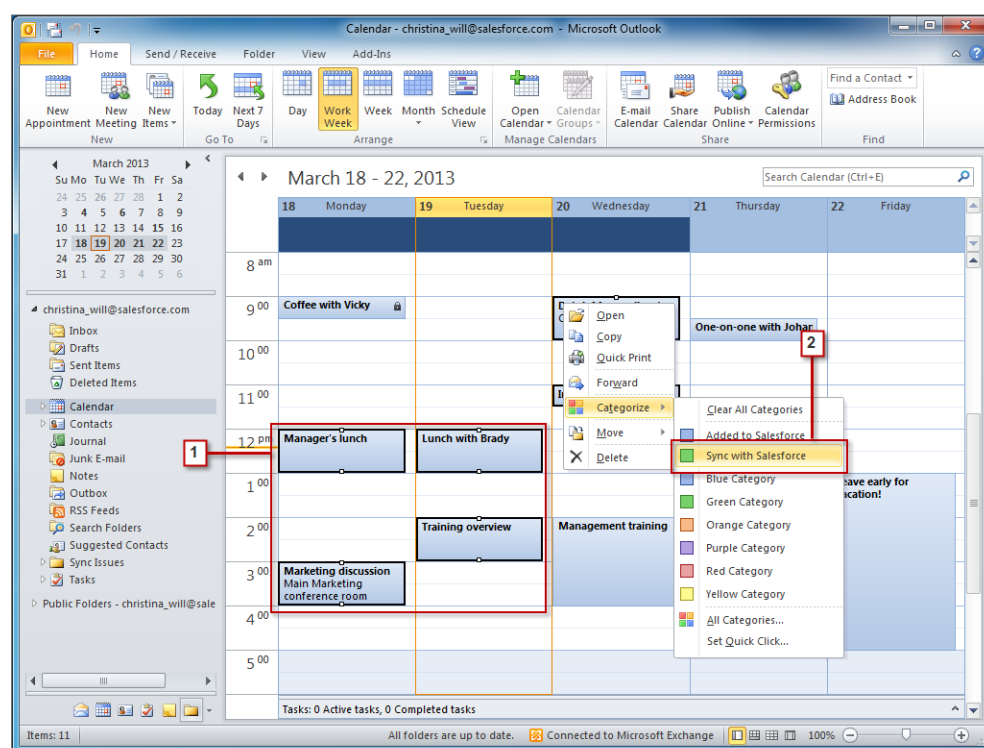 Calendar - christina_will@salesforce.com - Microsoft Outlook
File Home Send / Receive Folder View Add-Ins
New Appointment
New Meeting
New Items
Today
Next 7 Days
Day
Work Week
Week
Month
Schedule View
Open Calendar
Calendar Groups
E-mail Calendar
Share Calendar
Publish Online
Calendar Permissions
Find a Contact
Address Book
New
Go To
Arrange
Manage Calendars
Share
Find
March 2013
Su Mo Tu We Th Fr Sa
24 25 26 27 28 1 2
3 4 5 6 7 8 9
10 11 12 13 14 15 16
17 18 19 20 21 22 23
24 25 26 27 28 29 30
31 1 2 3 4 5 6
christina_will@salesforce.com
Inbox
Drafts
Sent Items
Deleted Items
Calendar
Contacts
Journal
Junk E-mail
Notes
Outbox
RSS Feeds
Search Folders
Suggested Contacts
Sync Issues
Tasks
Public Folders - christina_will@sale
March 18 - 22, 2013
Search Calendar (Ctrl+E)
18 Monday
19 Tuesday
20 Wednesday
21 Thursday
22 Friday
8 am
9 00
10 00
11 00
12 pm
1 00
2 00
3 00
4 00
5 00
Coffee with Vicky
One-on-one with Johan
1
Manager's lunch
Lunch with Brady
Training overview
Management training
Marketing discussion
Main Marketing
conference room
early for
Open
Copy
Quick Print
Forward
Categorize
Move
Delete
2
Clear All Categories
Added to Salesforce
Sync with Salesforce
Blue Category
Green Category
Orange Category
Purple Category
Red Category
Yellow Category
All Categories...
Set Quick Click...
Tasks: 0 Active tasks, 0 Completed tasks
Items: 11
All folders are up to date.
Connected to Microsoft Exchange
100%